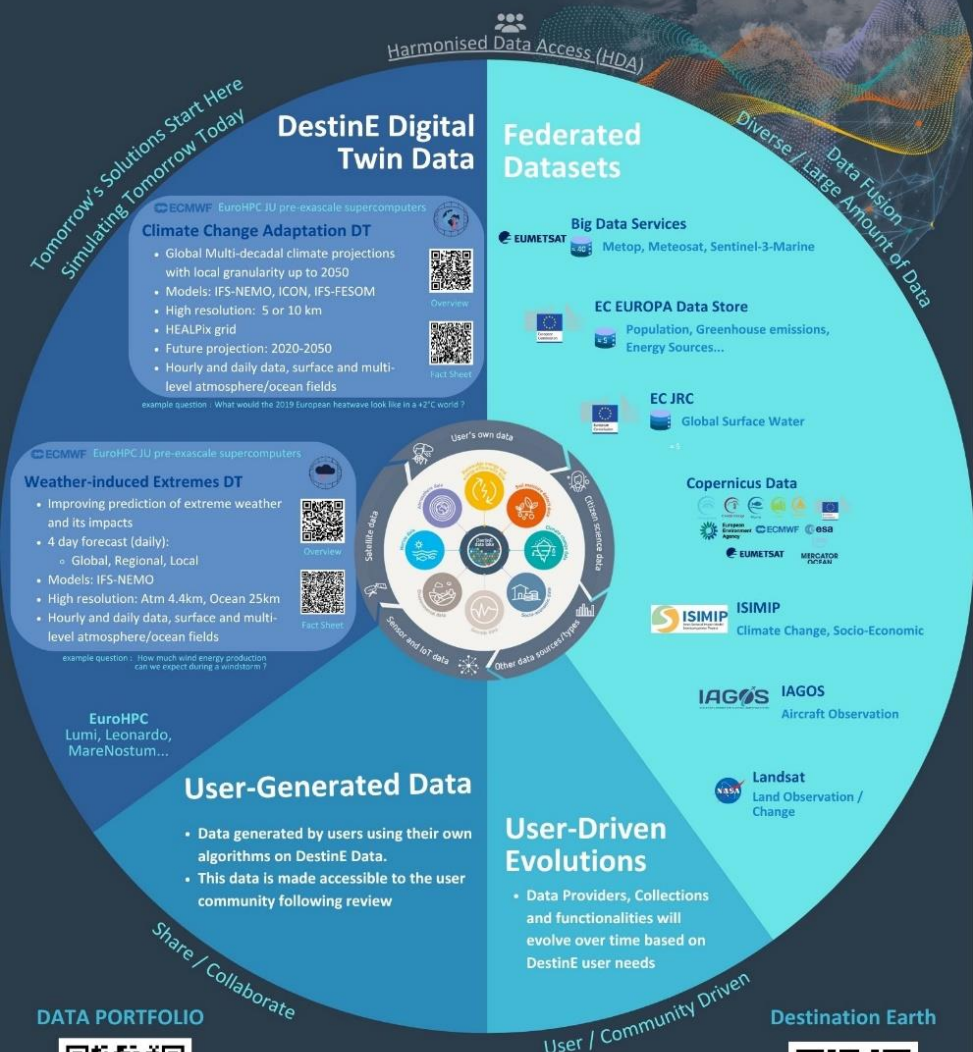 Harmonised Data Access (HDA)
Tomorrow's Solutions Start Here
Simulating Tomorrow Today
Data Fusion
Diverse / Large Amount of Data
DestinE Digital
Twin Data
ECMWF EuroHPC JU pre-exascale supercomputers
Climate Change Adaptation DT
• Global Multi-decadal climate projections
with local granularity up to 2050
• Models: IFS-NEMO, ICON, IFS-FESOM
• High resolution: 5 or 10 km
• HEALPix grid
• Future projection: 2020-2050
• Hourly and daily data, surface and multi-
level atmosphere/ocean fields
Overview
Fact Sheet
example question : What would the 2019 European heatwave look like in a +2°C world ?
ECMWF EuroHPC JU pre-exascale supercomputers
Weather-induced Extremes DT
• Improving prediction of extreme weather
and its impacts
• 4 day forecast (daily):
○ Global, Regional, Local
• Models: IFS-NEMO
• High resolution: Atm 4.4km, Ocean 25km
• Hourly and daily data, surface and multi-
level atmosphere/ocean fields
Overview
Fact Sheet
example question : How much wind energy production
can we expect during a windstorm ?
EuroHPC
Lumi, Leonardo,
MareNostum...
Federated
Datasets
EUMETSAT
Big Data Services
Metop, Meteosat, Sentinel-3-Marine
EC EUROPA Data Store
Population, Greenhouse emissions,
Energy Sources...
EC JRC
Global Surface Water
Copernicus Data
European
Environment
Agency
ECMWF
esa
EUMETSAT
MERCATOR
OCEAN
ISIMIP
ISIMIP
Climate Change, Socio-Economic
IAGOS
IAGOS
Aircraft Observation
NASA
Landsat
Land Observation /
Change
User's own data
Citizen science data
Other data sources/types
Sensor and IoT data
Satellite data
User-Generated Data
• Data generated by users using their own
algorithms on DestinE Data.
• This data is made accessible to the user
community following review
User-Driven
Evolutions
• Data Providers, Collections
and functionalities will
evolve over time based on
DestinE user needs
Share / Collaborate
User / Community Driven
DATA PORTFOLIO
Destination Earth